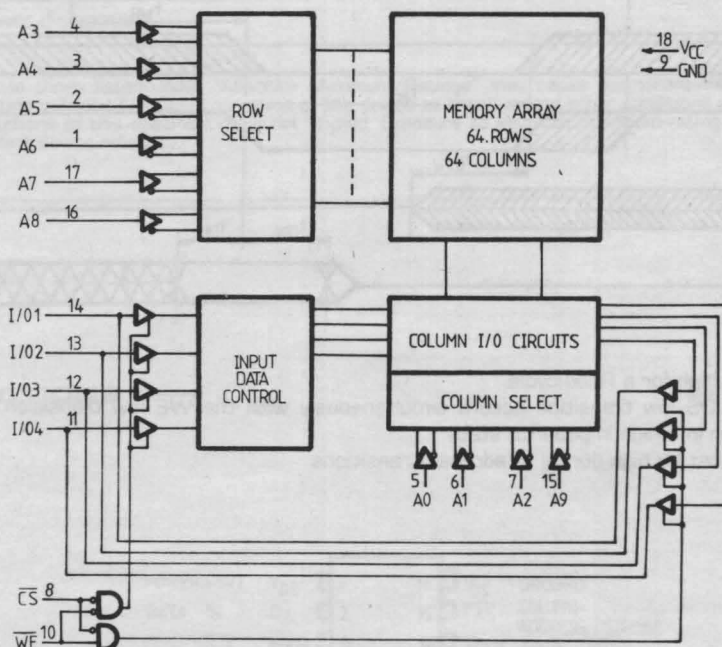 A3 4
A4 3
A5 2
A6 1
A7 17
A8 16
ROW
SELECT
MEMORY ARRAY
64.ROWS
64 COLUMNS
18 VCC
9 GND
I/01 14
I/02 13
I/03 12
I/04 11
INPUT
DATA
CONTROL
COLUMN I/O CIRCUITS
COLUMN SELECT
5 6 7 15
A0 A1 A2 A9
CS 8
WE 10